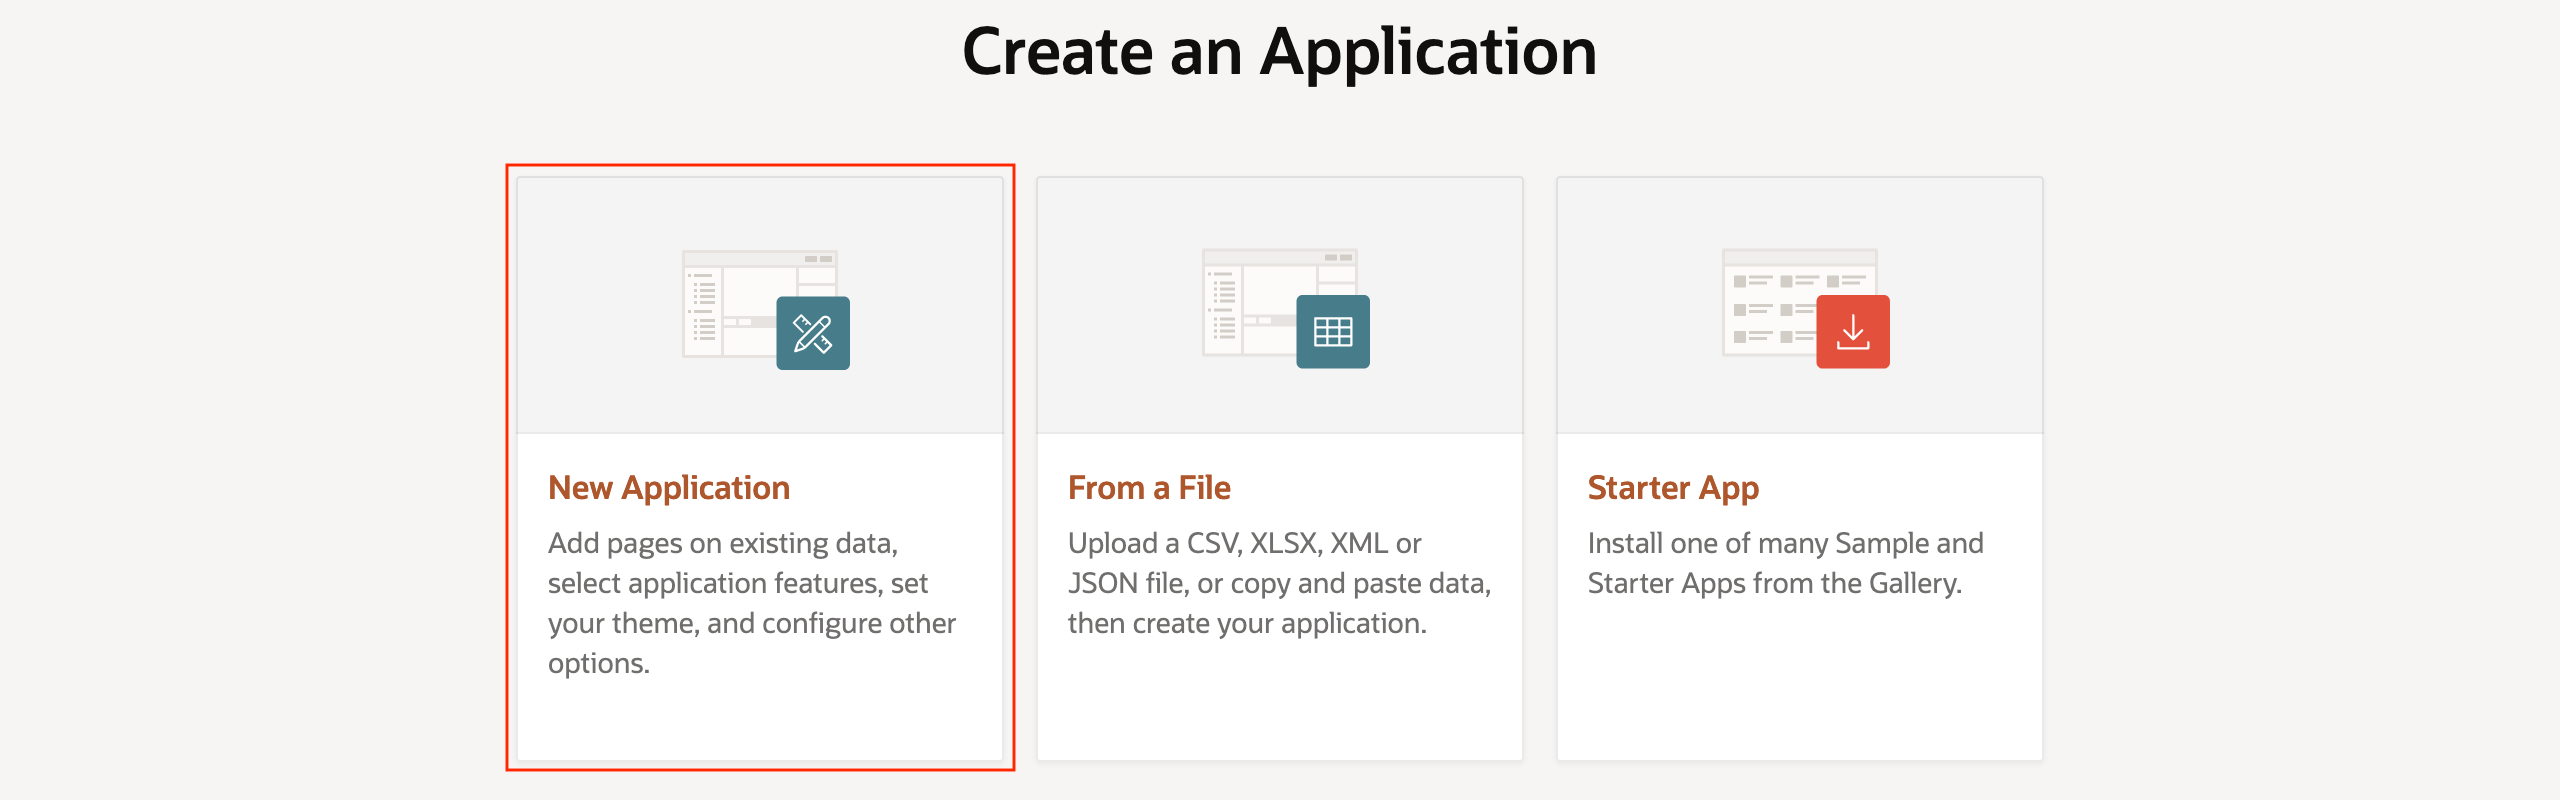 Create an Application
New Application
Add pages on existing data,
select application features, set
your theme, and configure other
options.
From a File
Upload a CSV, XLSX, XML or
JSON file, or copy and paste data,
then create your application.
Starter App
Install one of many Sample and
Starter Apps from the Gallery.